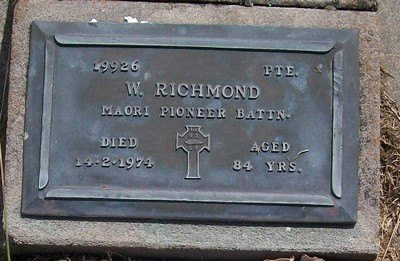 19926 PTE.
W. RICHMOND
MAORI PIONEER BATTN.
DIED AGED
14-2-1974 84 YRS.